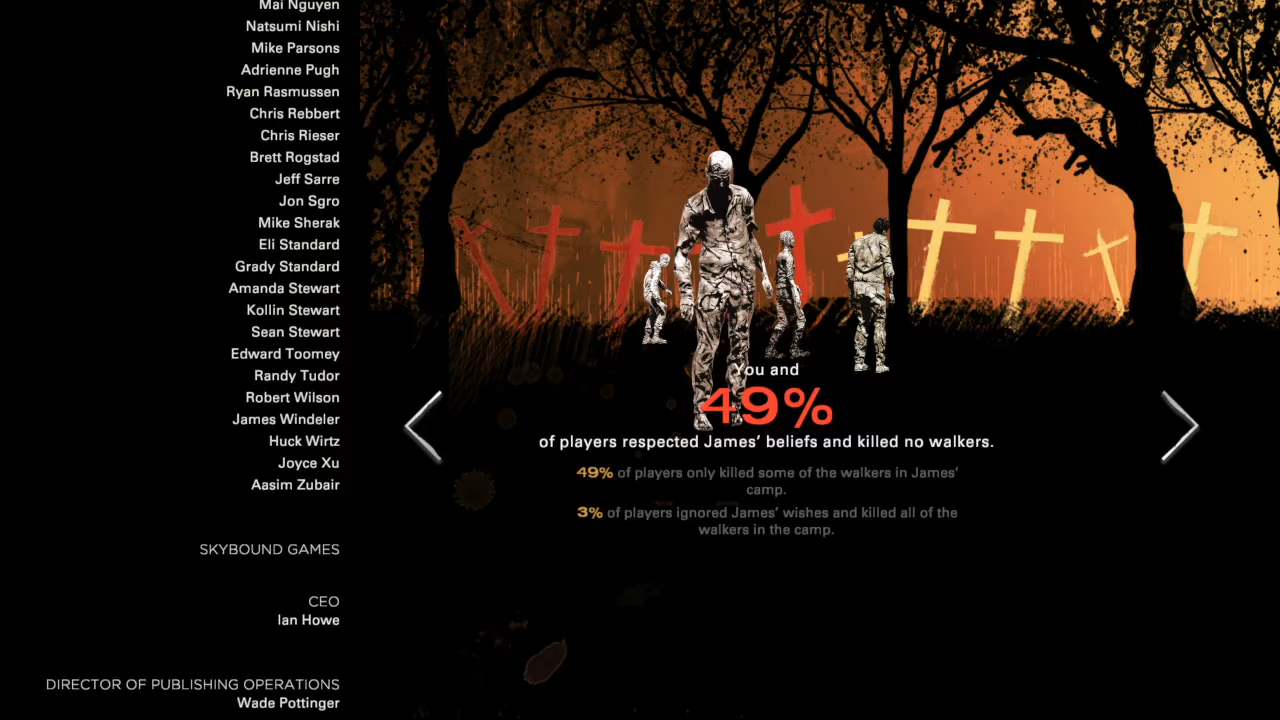 Mai Nguyen
Natsumi Nishi
Mike Parsons
Adrienne Pugh
Ryan Rasmussen
Chris Rebbert
Chris Rieser
Brett Rogstad
Jeff Sarre
Jon Sgro
Mike Sherak
Eli Standard
Grady Standard
Amanda Stewart
Kollin Stewart
Sean Stewart
Edward Toomey
Randy Tudor
Robert Wilson
James Windeler
Huck Wirtz
Joyce Xu
Aasim Zubair
SKYBOUND GAMES
CEO
Ian Howe
DIRECTOR OF PUBLISHING OPERATIONS
Wade Pottinger
You and
49%
of players respected James' beliefs and killed no walkers.
49% of players only killed some of the walkers in James'
camp.
3% of players ignored James' wishes and killed all of the
walkers in the camp.